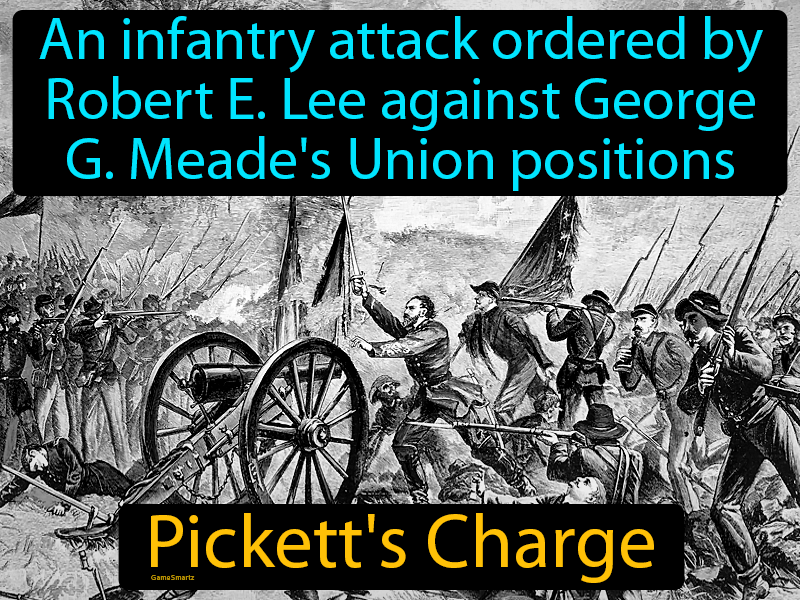 An infantry attack ordered by
Robert E. Lee against George
G. Meade's Union positions
Pickett's Charge
GameSmartz